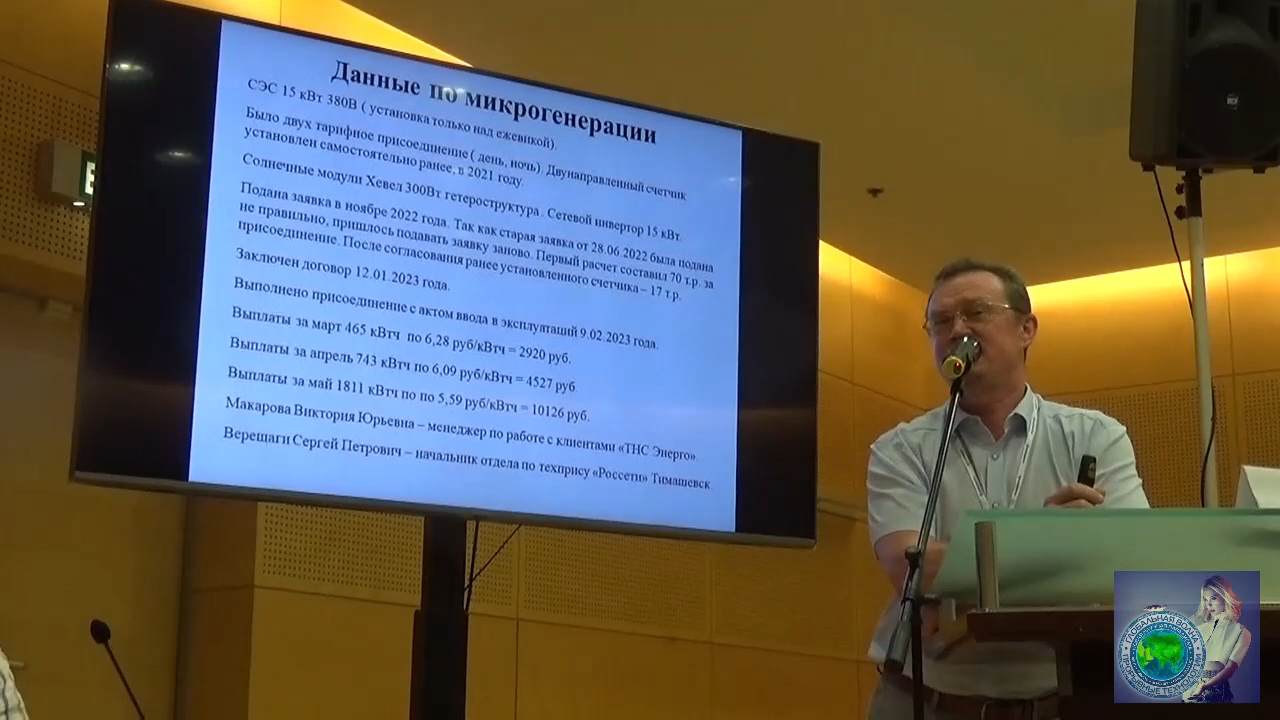 Данные по микрогенерации
СЭС 15 кВт 380В ( установка только над ежевикой).
Было двух тарифное присоединение ( день, ночь). Двунаправленный счетчик
установлен самостоятельно ранее, в 2021 году.
Солнечные модули Хевел 300Вт гетероструктура . Сетевой инвертор 15 кВт.
Подана заявка в ноябре 2022 года. Так как старая заявка от 28.06.2022 была подана
не правильно, пришлось подавать заявку заново. Первый расчет составил 70 т.р. за
присоединение. После согласования ранее установленного счетчика – 17 т.р.
Заключен договор 12.01.2023 года.
Выполнено присоединение с актом ввода в эксплуатаций 9.02.2023 года.
Выплаты за март 465 кВтч по 6,28 руб/кВтч = 2920 руб.
Выплаты за апрель 743 кВтч по 6,09 руб/кВтч = 4527 руб.
Выплаты за май 1811 кВтч по по 5,59 руб/кВтч = 10126 руб.
Макарова Виктория Юрьевна – менеджер по работе с клиентами «ТНС Энерго».
Верещаги Сергей Петрович – начальник отдела по техпрису «Россети» Тимашевск.
ГЛОБАЛЬНАЯ ВОЛНА